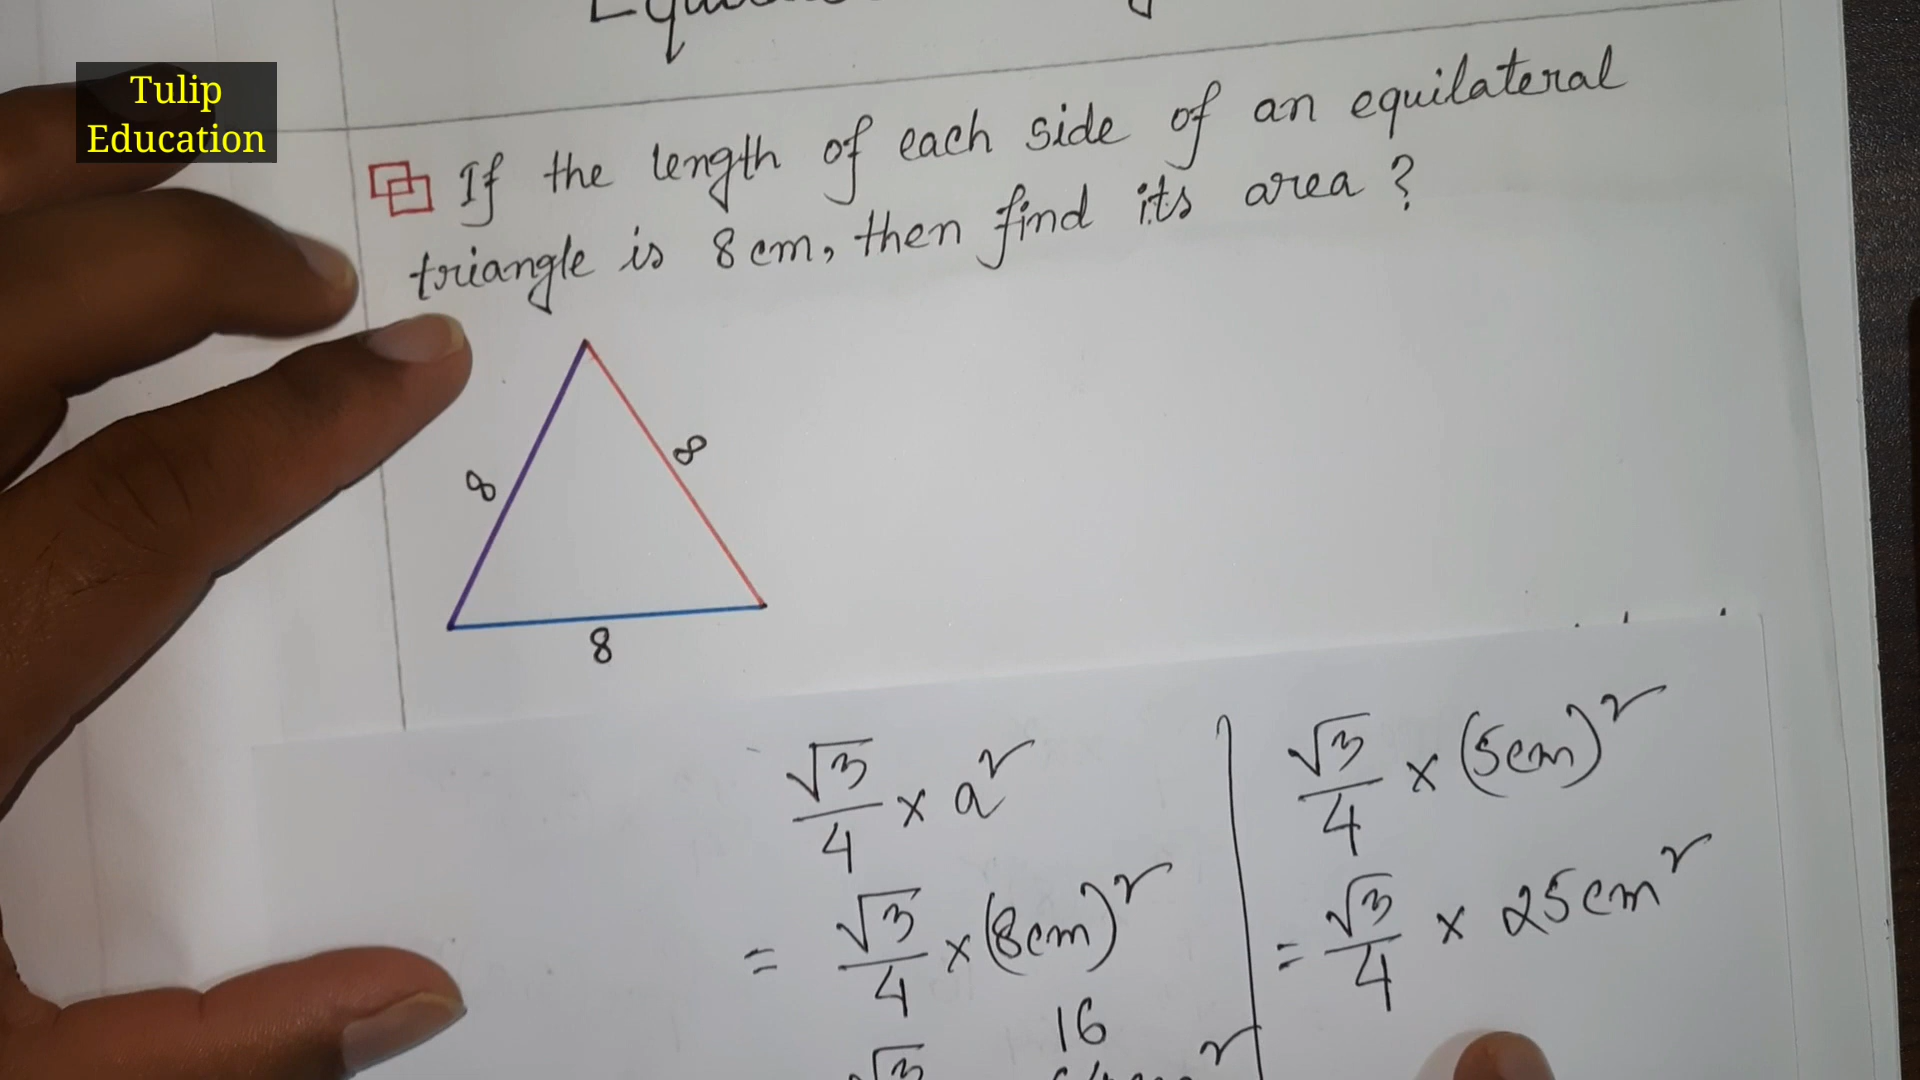 Tulip
Education
If the length of each side of an equilateral
triangle is 8 cm, then find its area ?
8
8
8
√3/4 × a²
= √3/4 × (8cm)²
16
√3
√3/4 × (5cm)²
= √3/4 × 25cm²